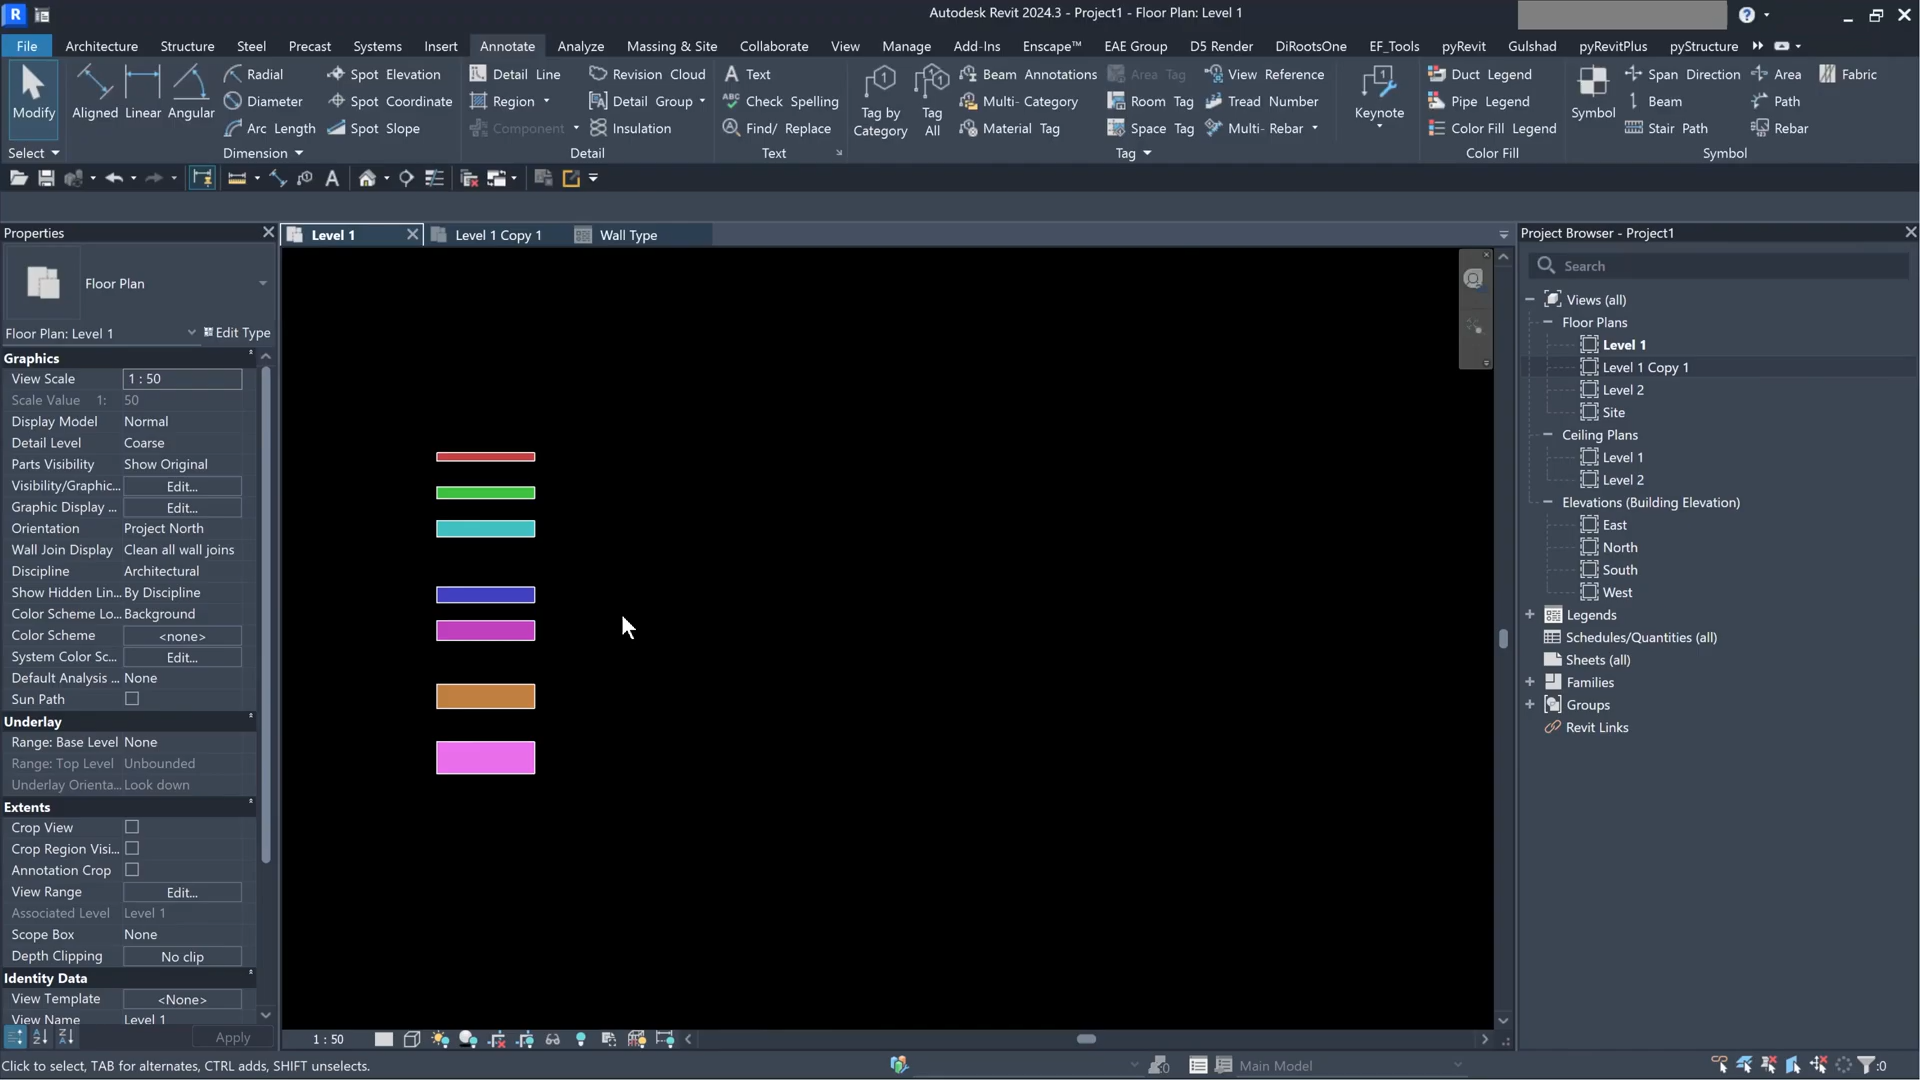 Autodesk Revit 2024.3 - Project1 - Floor Plan: Level 1
File Architecture Structure Steel Precast Systems Insert Annotate Analyze Massing & Site Collaborate View Manage Add-Ins Enscape™ EAE Group D5 Render DiRootsOne EF_Tools pyRevit Gulshad pyRevitPlus pyStructure
Radial Spot Elevation Detail Line Revision Cloud Text Beam Annotations Area Tag View Reference Duct Legend Span Direction Area Fabric
Modify Aligned Linear Angular Diameter Spot Coordinate Region Detail Group Check Spelling Tag by Category Tag All Multi- Category Room Tag Tread Number Keynote Pipe Legend Symbol Beam Path
Arc Length Spot Slope Component Insulation Find/ Replace Material Tag Space Tag Multi- Rebar Color Fill Legend Stair Path Rebar
Select Dimension Detail Text Tag Color Fill Symbol
Properties
Floor Plan
Floor Plan: Level 1 Edit Type
Graphics
View Scale 1 : 50
Scale Value 1: 50
Display Model Normal
Detail Level Coarse
Parts Visibility Show Original
Visibility/Graphic... Edit...
Graphic Display ... Edit...
Orientation Project North
Wall Join Display Clean all wall joins
Discipline Architectural
Show Hidden Lin... By Discipline
Color Scheme Lo... Background
Color Scheme <none>
System Color Sc... Edit...
Default Analysis ... None
Sun Path
Underlay
Range: Base Level None
Range: Top Level Unbounded
Underlay Orienta... Look down
Extents
Crop View
Crop Region Visi...
Annotation Crop
View Range Edit...
Associated Level Level 1
Scope Box None
Depth Clipping No clip
Identity Data
View Template <None>
View Name Level 1
Apply
Level 1 Level 1 Copy 1 Wall Type
1 : 50
Project Browser - Project1
Search
Views (all)
Floor Plans
Level 1
Level 1 Copy 1
Level 2
Site
Ceiling Plans
Level 1
Level 2
Elevations (Building Elevation)
East
North
South
West
Legends
Schedules/Quantities (all)
Sheets (all)
Families
Groups
Revit Links
Click to select, TAB for alternates, CTRL adds, SHIFT unselects. Main Model :0